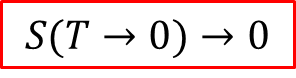 𝑆(𝑇 → 0) → 0